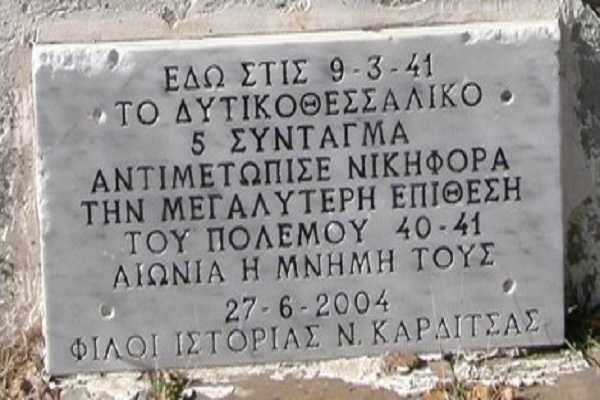 ΕΔΩ ΣΤΙΣ 9-3-41
ΤΟ ΔΥΤΙΚΟΘΕΣΣΑΛΙΚΟ
5 ΣΥΝΤΑΓΜΑ
ΑΝΤΙΜΕΤΩΠΙΣΕ ΝΙΚΗΦΟΡΑ
ΤΗΝ ΜΕΓΑΛΥΤΕΡΗ ΕΠΙΘΕΣΗ
ΤΟΥ ΠΟΛΕΜΟΥ 40-41
ΑΙΩΝΙΑ Η ΜΝΗΜΗ ΤΟΥΣ
27-6-2004
ΦΙΛΟΙ ΙΣΤΟΡΙΑΣ Ν. ΚΑΡΔΙΤΣΑΣ